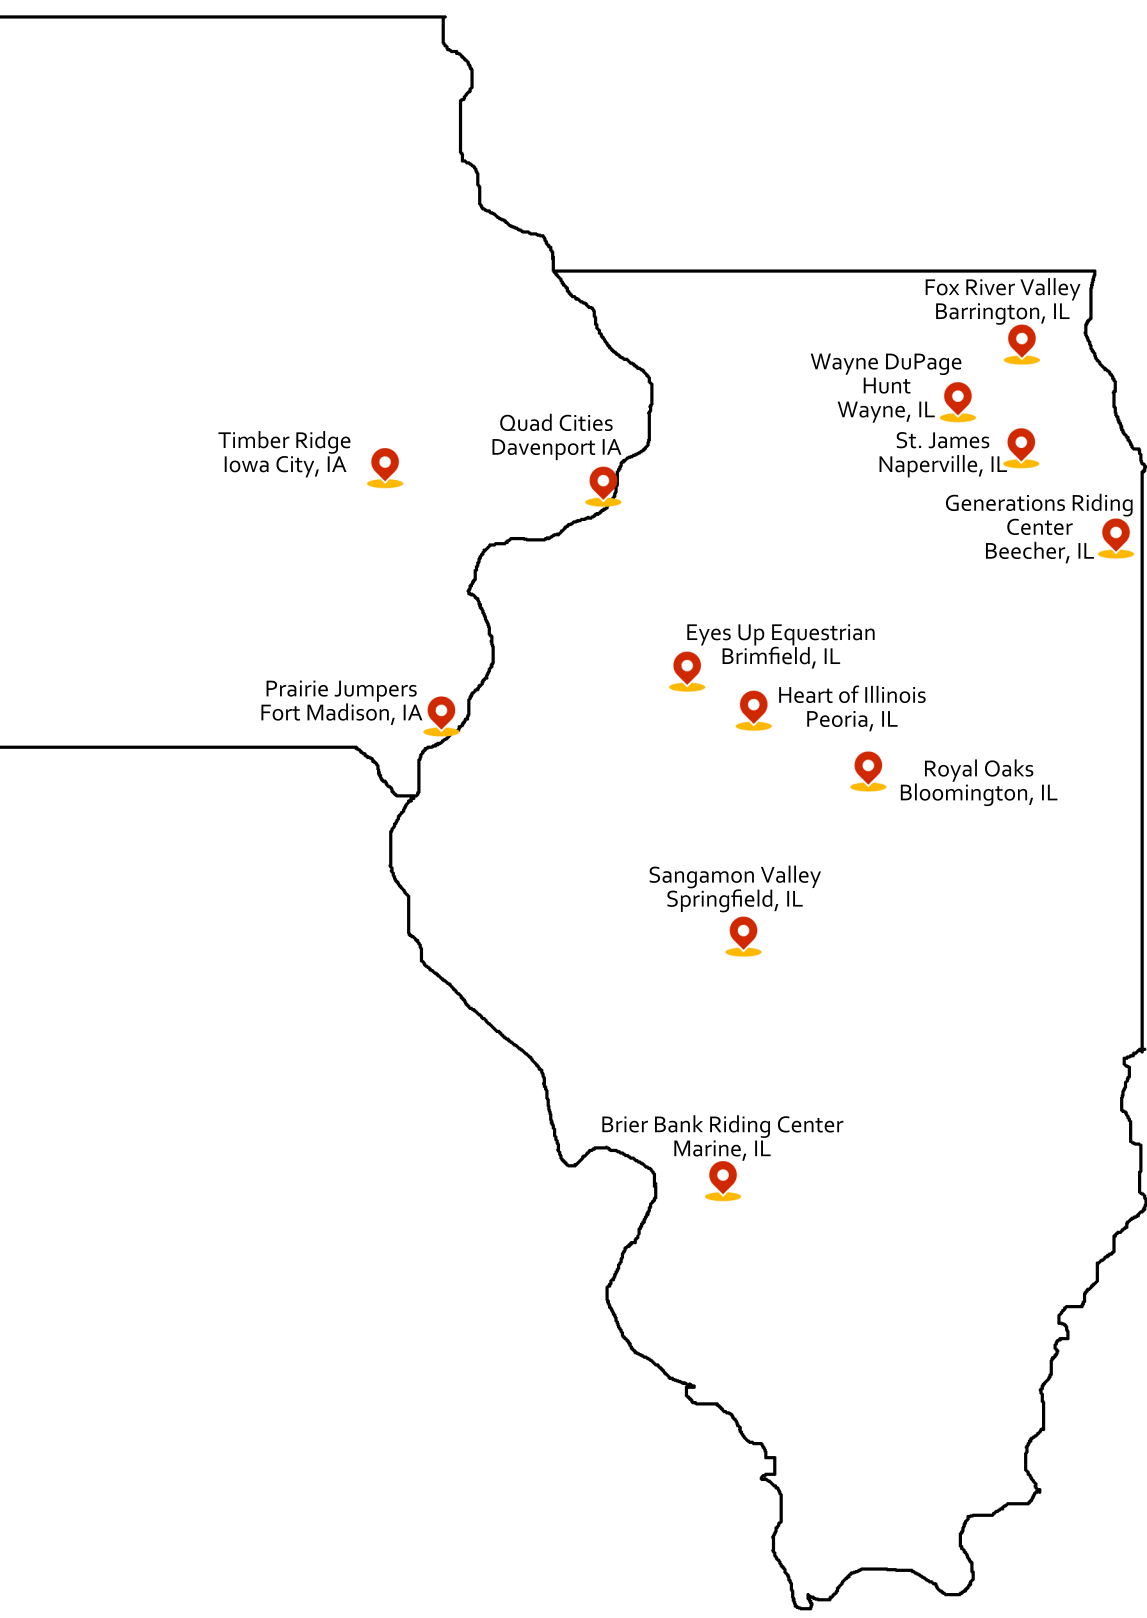 Fox River Valley
Barrington, IL
Wayne DuPage
Hunt
Wayne, IL
Quad Cities
Davenport IA
Timber Ridge
Iowa City, IA
St. James
Naperville, IL
Generations Riding
Center
Beecher, IL
Eyes Up Equestrian
Brimfield, IL
Prairie Jumpers
Fort Madison, IA
Heart of Illinois
Peoria, IL
Royal Oaks
Bloomington, IL
Sangamon Valley
Springfield, IL
Brier Bank Riding Center
Marine, IL